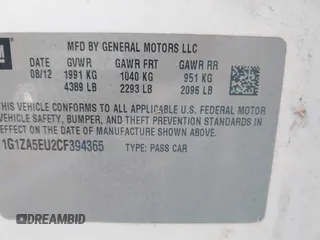 GM MFD BY GENERAL MOTORS LLC
DATE GVWR GAWR FRT GAWR RR
08/12 1991 KG 1040 KG 951 KG
4389 LB 2293 LB 2096 LB
THIS VEHICLE CONFORMS TO ALL APPLICABLE U.S. FEDERAL MOTOR
VEHICLE SAFETY, BUMPER, AND THEFT PREVENTION STANDARDS IN
EFFECT ON THE DATE OF MANUFACTURE SHOWN ABOVE.
1G1ZA5EU2CF394365 TYPE: PASS CAR